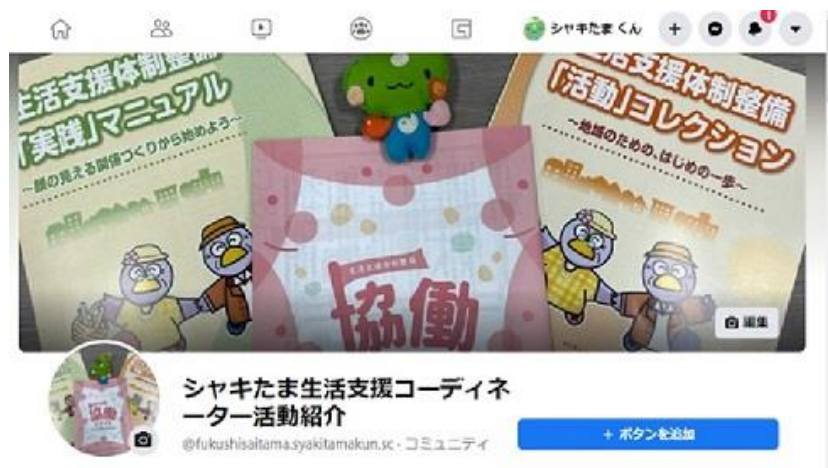 シャキたま くん
1
生活支援体制整備
「実践」マニュアル
～顔の見える関係づくりから始めよう～
生活支援体制整備
「活動」コレクション
～地域のための、はじめの一歩～
協働
編集
協働
シャキたま生活支援コーディネ
ーター活動紹介
@fukushisaitama.syakitamakun.sc・コミュニティ
+ ボタンを追加